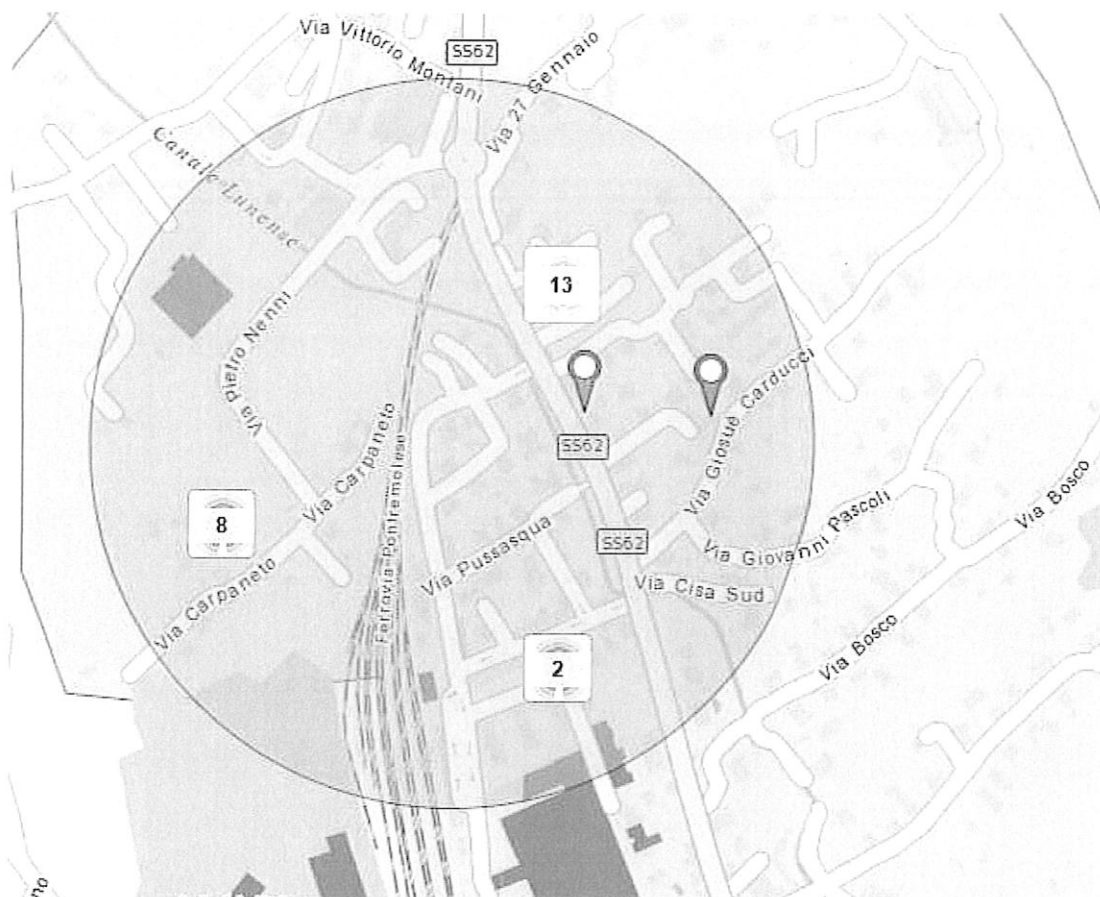 Via Vittorio Montani
SS62
Via 27 Gennaio
Canale Lunense
13
Via Pietro Nenni
Via Carpaneto
Ferrovia Pontremolese
SS62
Via Giosuè Carducci
8
Via Pussasqua
SS62
Via Giovanni Pascoli
Via Bosco
Via Carpaneto
Via Cisa Sud
2
Via Bosco
no